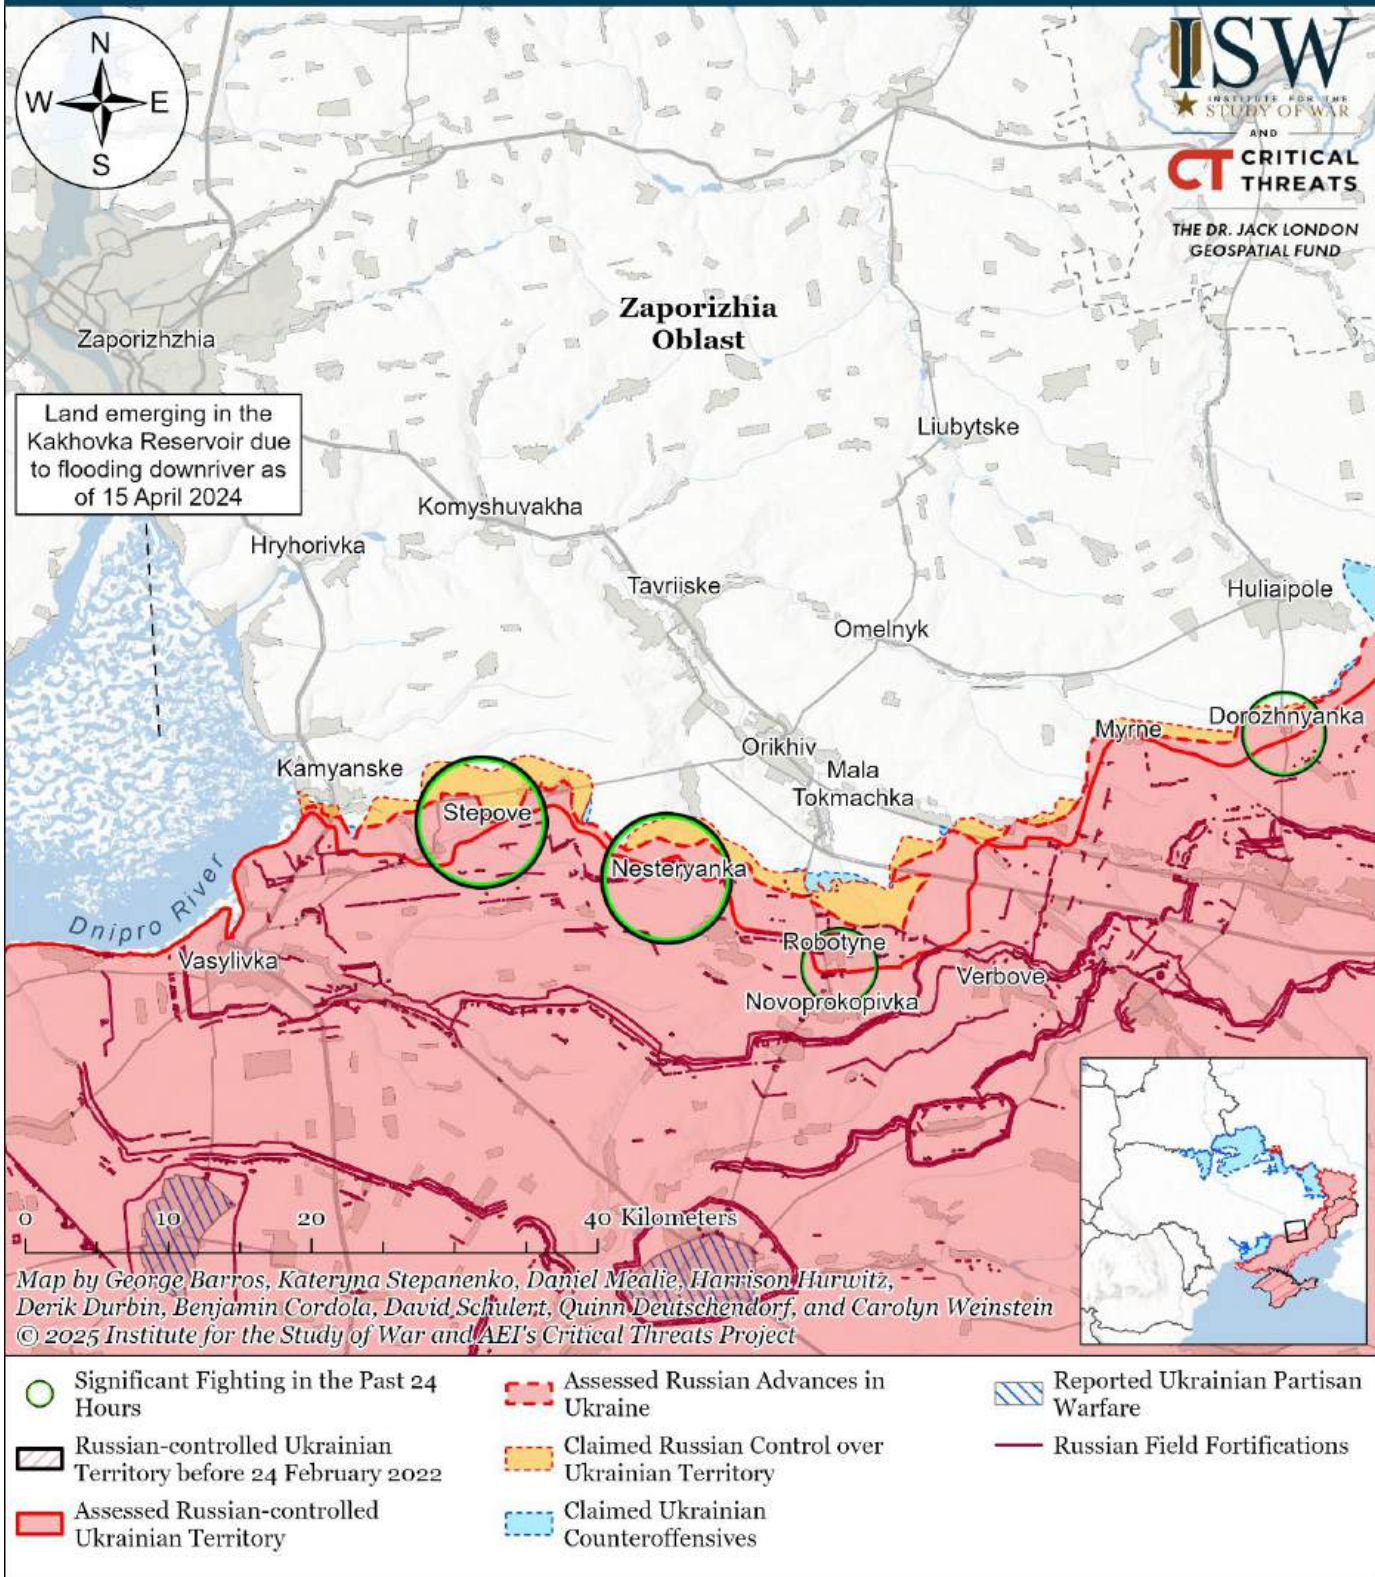 N
W E
S
ISW
INSTITUTE FOR THE
STUDY OF WAR
AND
CT CRITICAL
THREATS
THE DR. JACK LONDON
GEOSPATIAL FUND
Zaporizhia
Oblast
Zaporizhzhia
Land emerging in the
Kakhovka Reservoir due
to flooding downriver as
of 15 April 2024
Liubytske
Komyshuvakha
Hryhorivka
Tavriiske
Huliaipole
Omelnyk
Dorozhnyanka
Myrne
Orikhiv
Kamyanske
Mala
Tokmachka
Stepove
Nesteryanka
Dnipro River
Robotyne
Vasylivka
Verbove
Novoprokopivka
0 10 20 40 Kilometers
Map by George Barros, Kateryna Stepanenko, Daniel Mealie, Harrison Hurwitz,
Derik Durbin, Benjamin Cordola, David Schulert, Quinn Deutschendorf, and Carolyn Weinstein
© 2025 Institute for the Study of War and AEI's Critical Threats Project
Significant Fighting in the Past 24
Hours
Russian-controlled Ukrainian
Territory before 24 February 2022
Assessed Russian-controlled
Ukrainian Territory
Assessed Russian Advances in
Ukraine
Claimed Russian Control over
Ukrainian Territory
Claimed Ukrainian
Counteroffensives
Reported Ukrainian Partisan
Warfare
Russian Field Fortifications